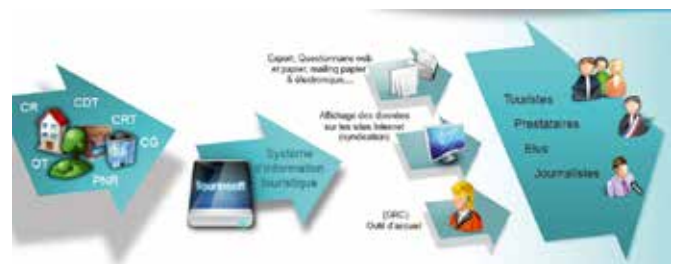 CR
CDT
CRT
CG
OT
PNR
Tourinsoft
Système
d'information
touristique
Export, Questionnaire web
et papier, mailing papier
& électronique,...
Affichage des données
sur les sites Internet
(syndication)
(GRC)
Outil d'accueil
Touristes
Prestataires
Elus
Journalistes